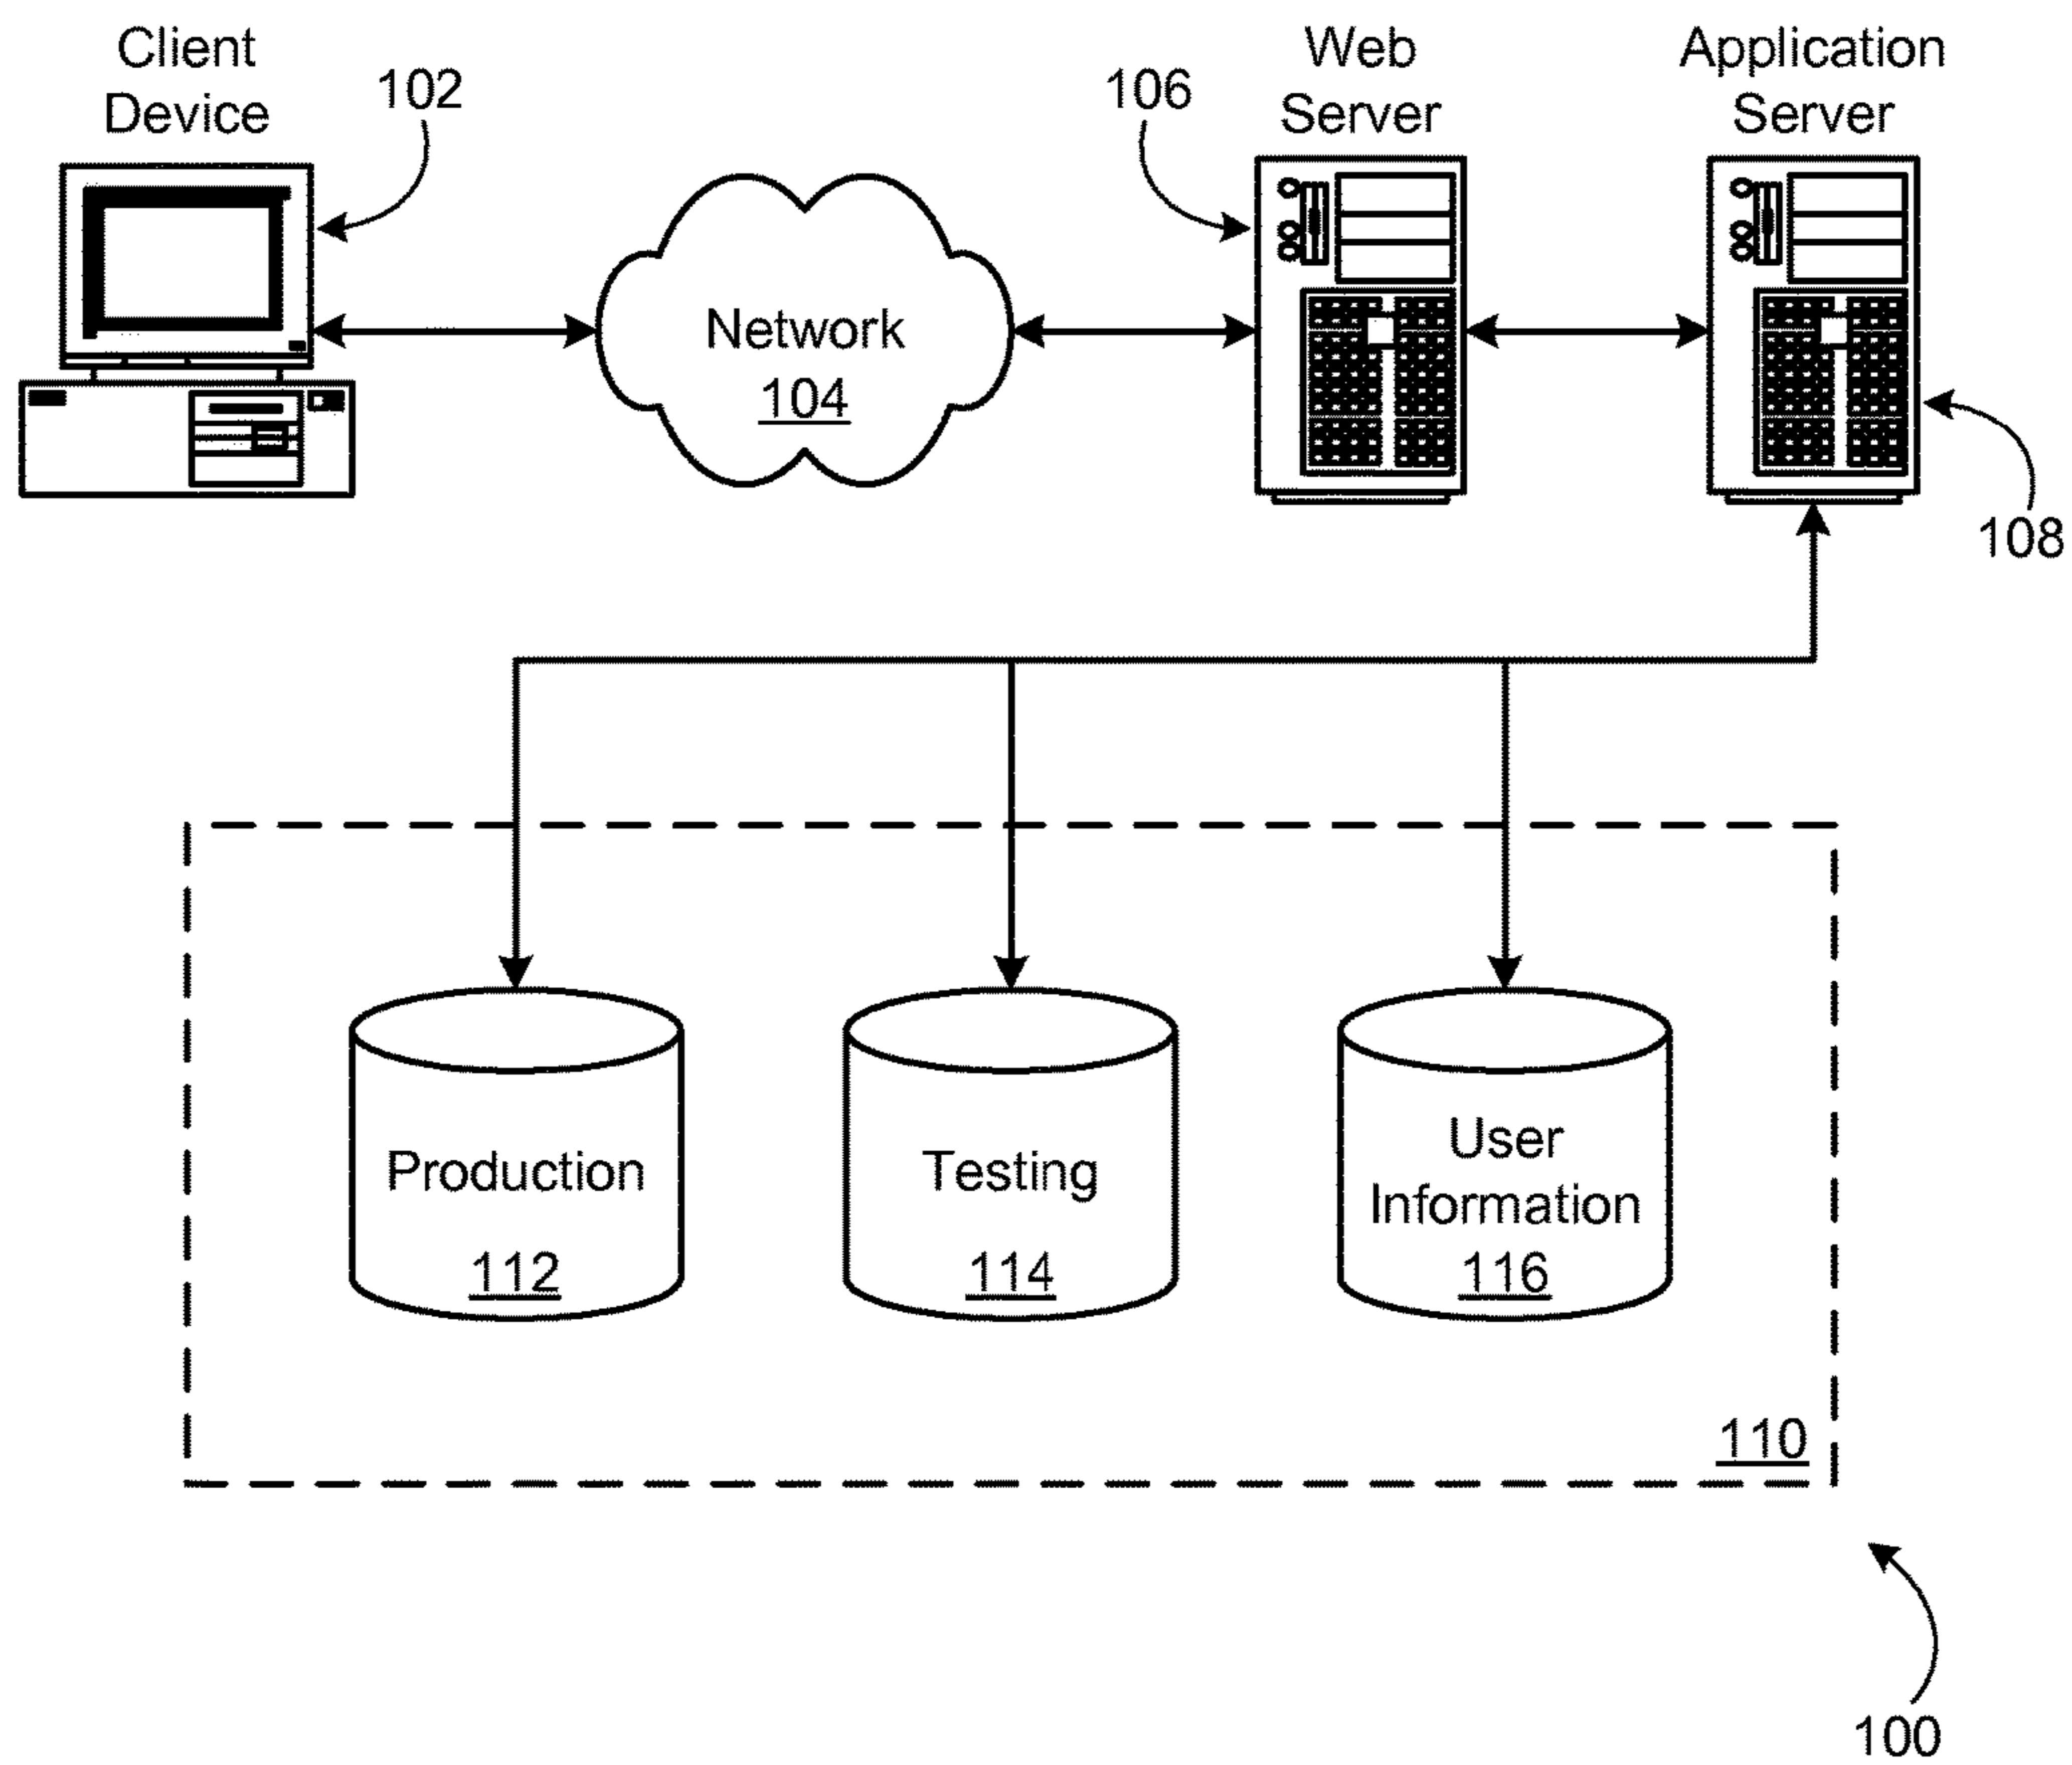 Client
Device
102
106
Web
Server
Application
Server
Network
104
108
Production
112
Testing
114
User
Information
116
110
100